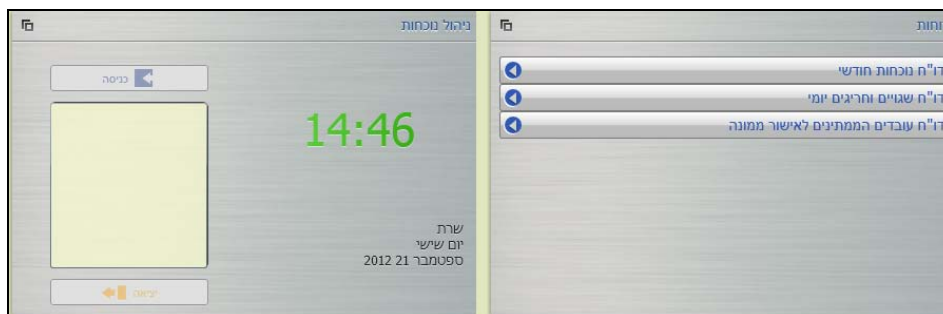 ניהול נוכחות
כניסה
14:46
שרת
יום שישי
ספטמבר 21 2012
יציאה
דו"ח נוכחות חודשי
דו"ח שגויים וחריגים יומי
דו"ח עובדים הממתינים לאישור ממונה